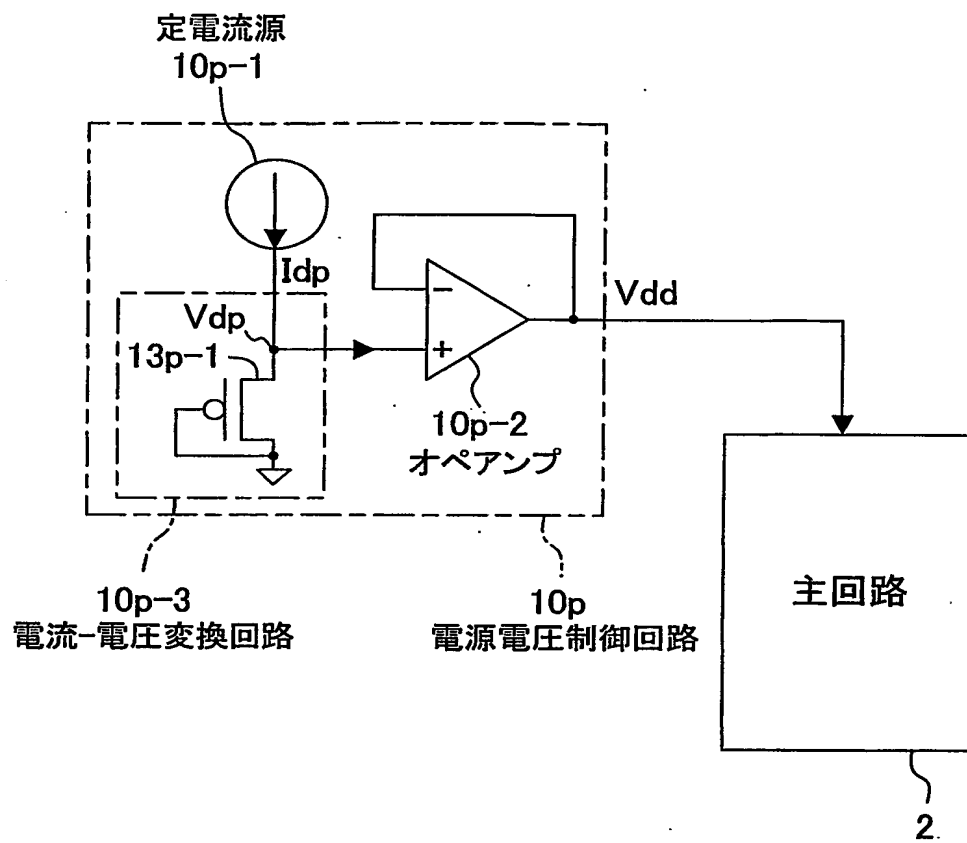 定電流源
10p-1
Idp
Vdp
13p-1
−
+
Vdd
10p-2
オペアンプ
10p-3
電流-電圧変換回路
10p
電源電圧制御回路
主回路
2